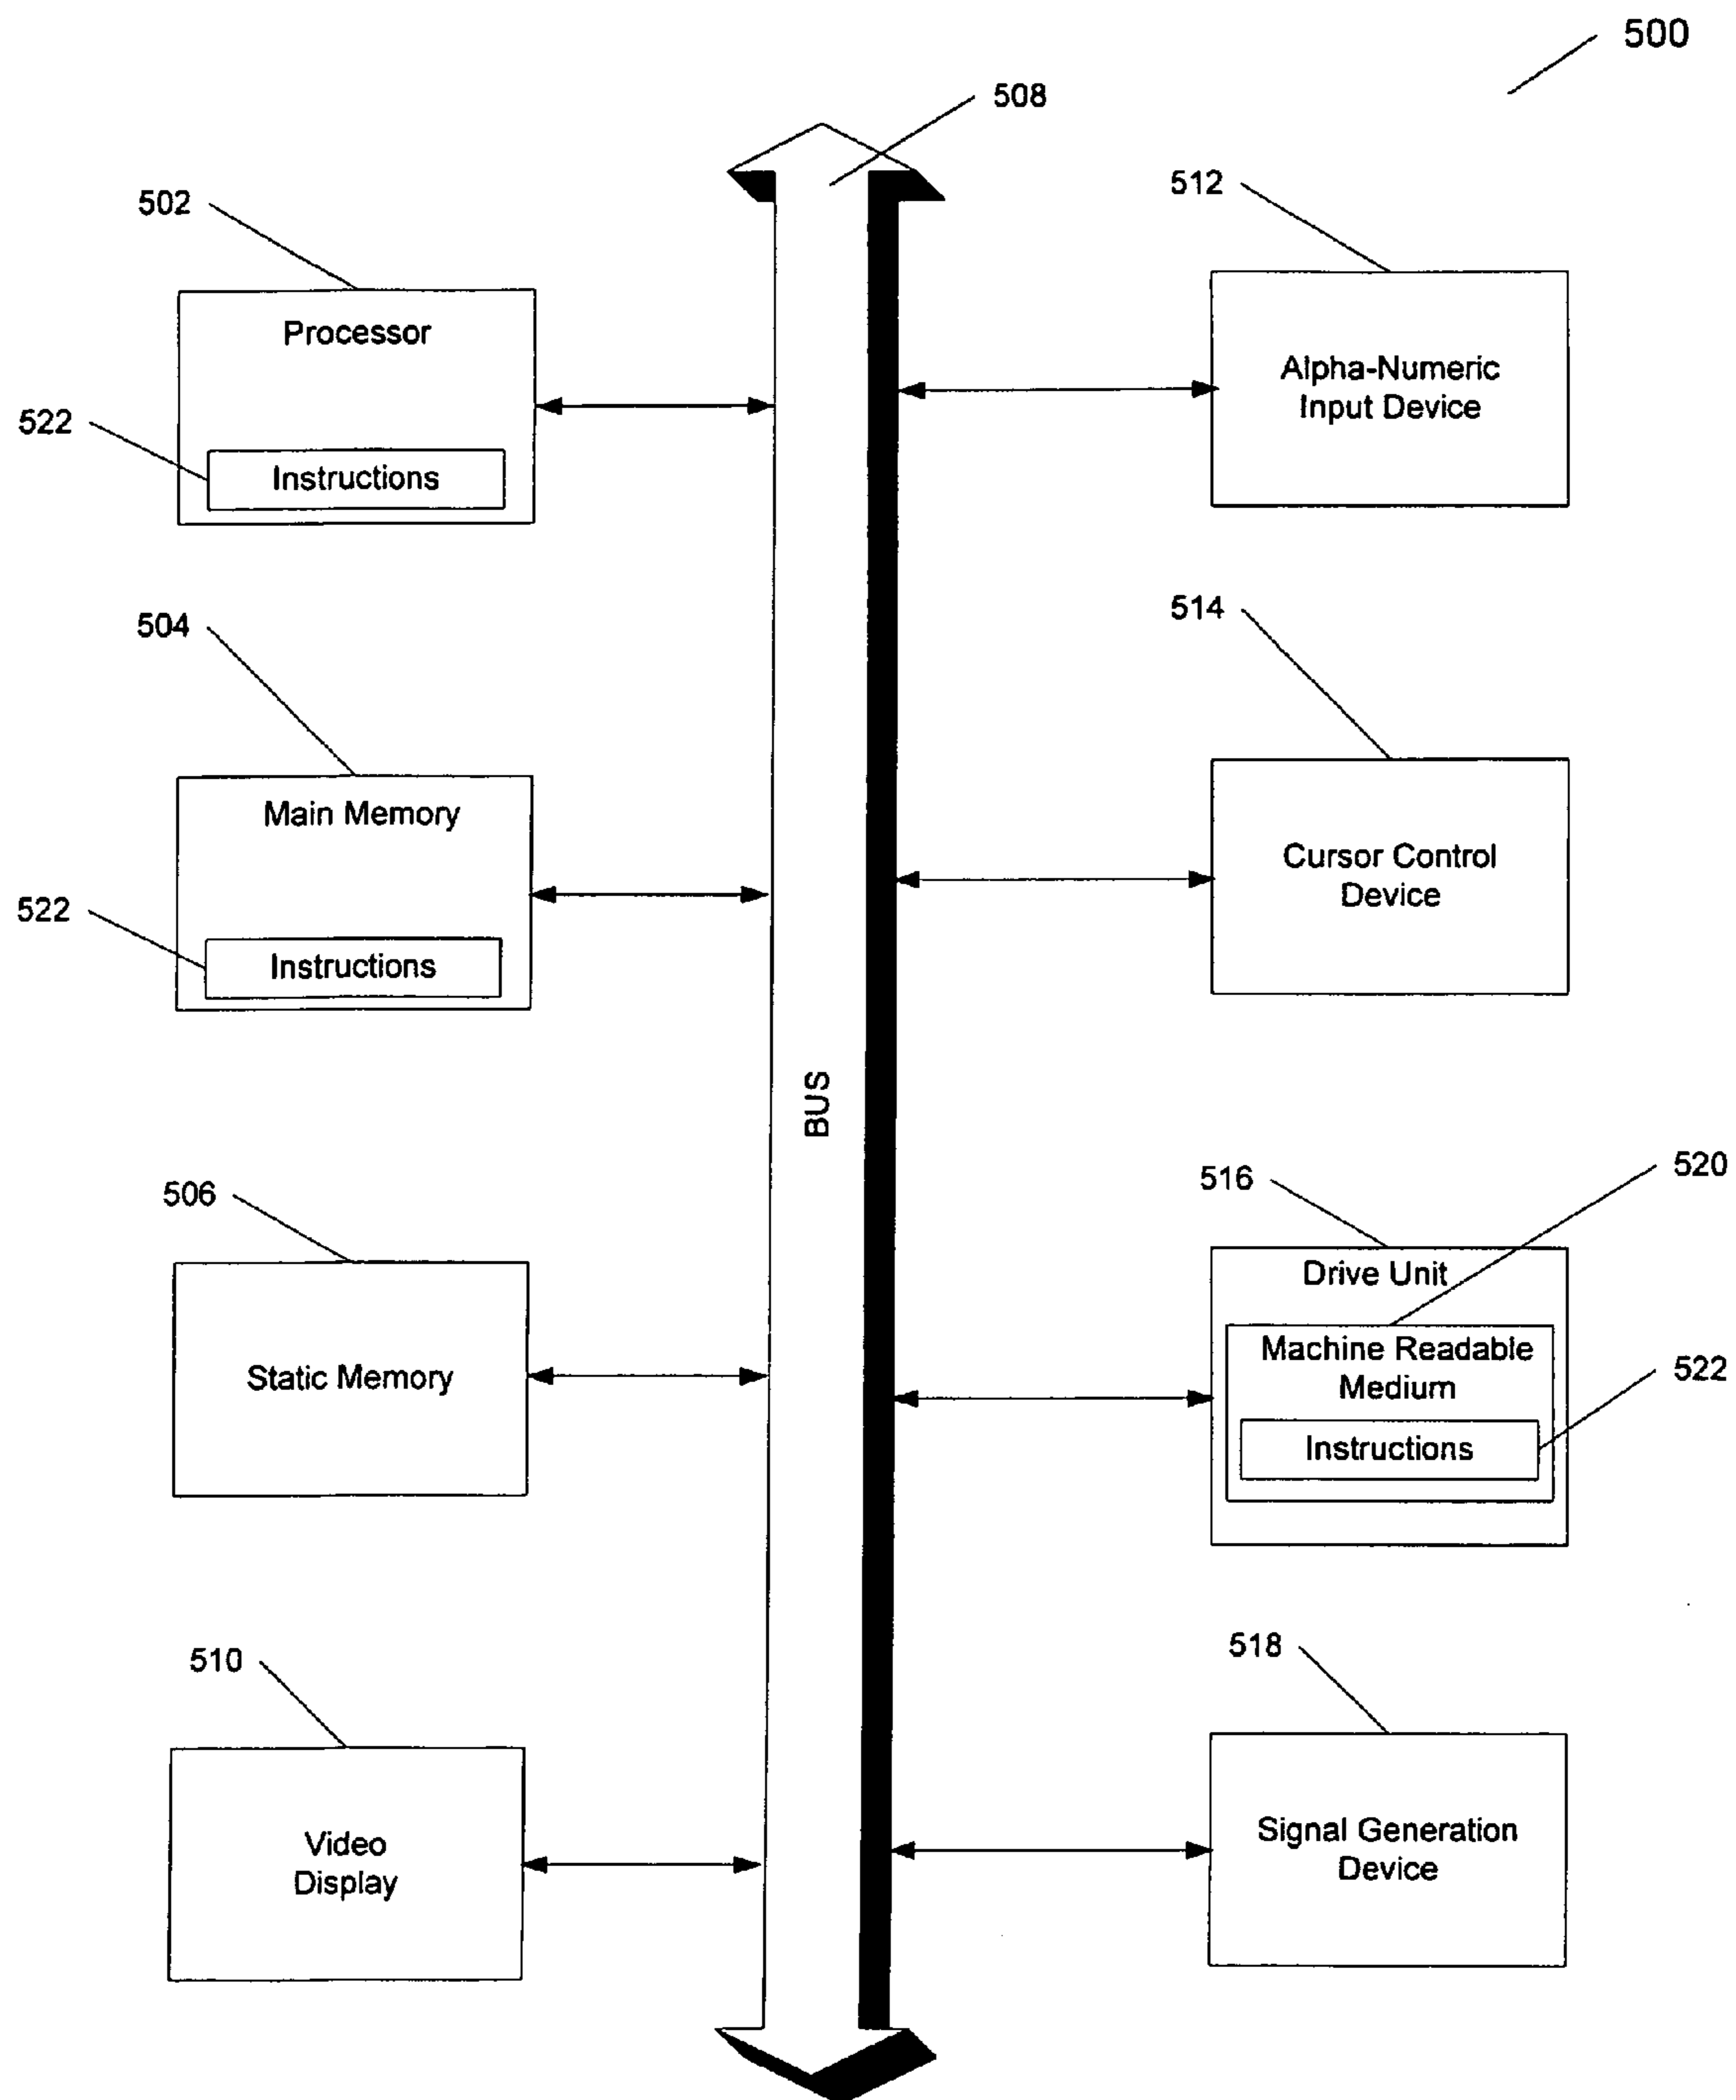 500
508
502
Processor
522
Instructions
512
Alpha-Numeric
Input Device
504
Main Memory
522
Instructions
514
Cursor Control
Device
BUS
506
Static Memory
516
520
Drive Unit
Machine Readable
Medium
522
Instructions
510
Video
Display
518
Signal Generation
Device